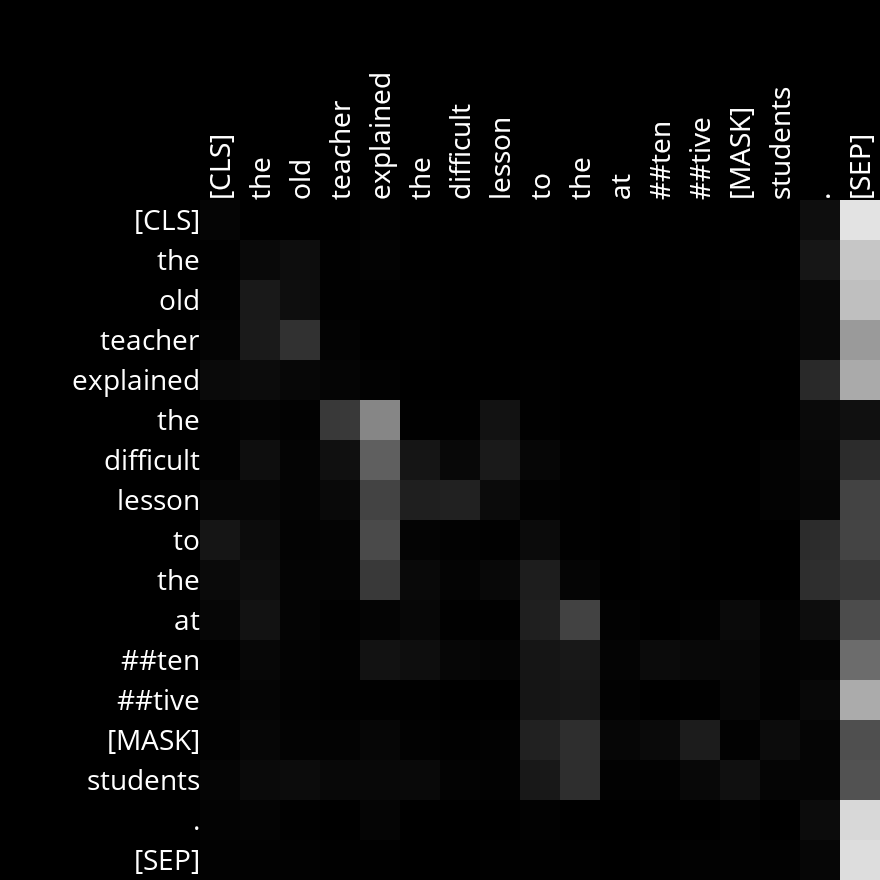 [CLS] the old teacher explained the difficult lesson to the at ##ten ##tive [MASK] students . [SEP]
[CLS]
the
old
teacher
explained
the
difficult
lesson
to
the
at
##ten
##tive
[MASK]
students
.
[SEP]